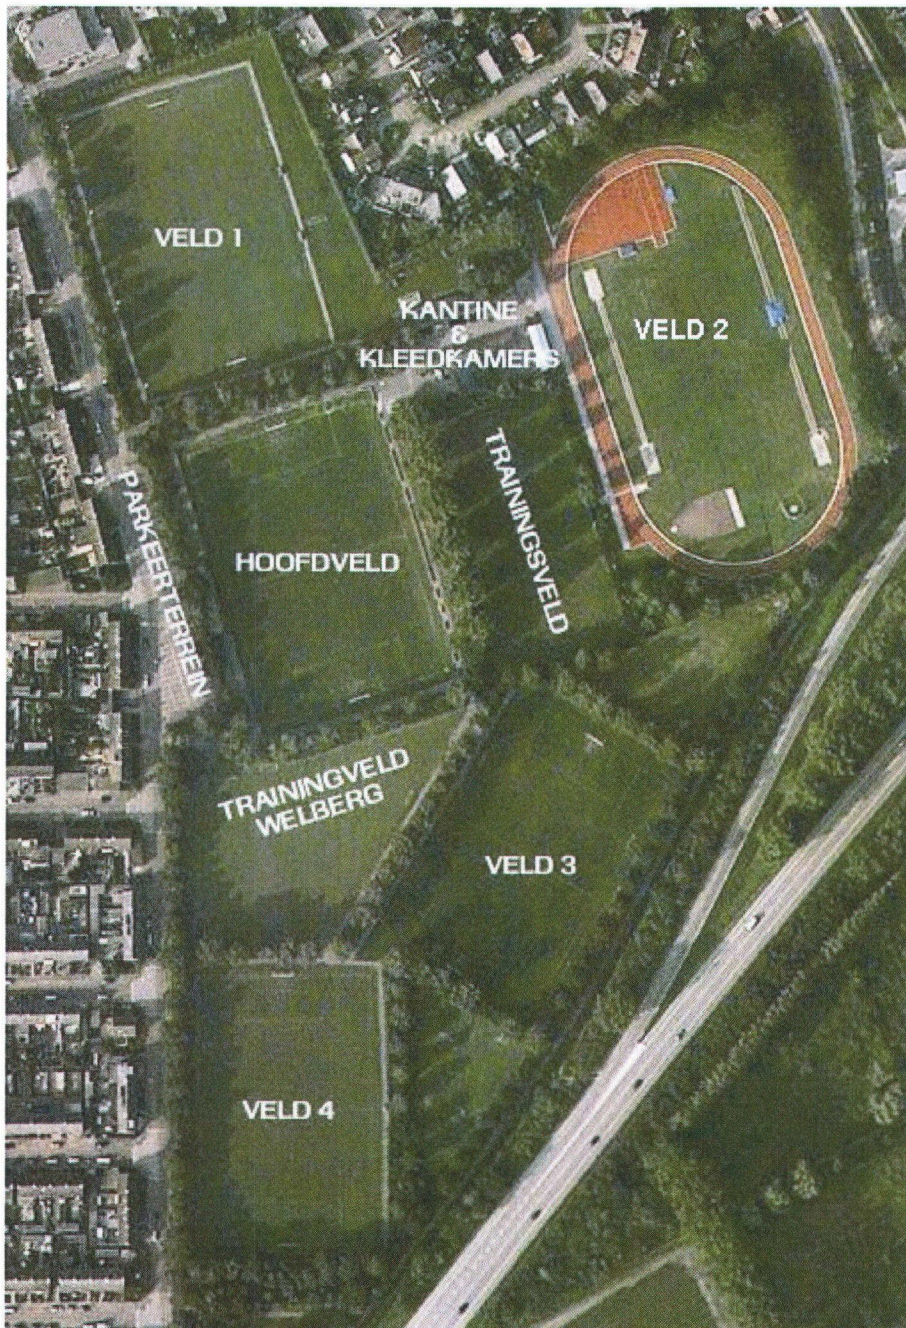 VELD 1
KANTINE
&
KLEEDKAMERS
VELD 2
TRAININGSVELD
PARKEERTERREIN
HOOFDVELD
TRAININGVELD
WELBERG
VELD 3
VELD 4